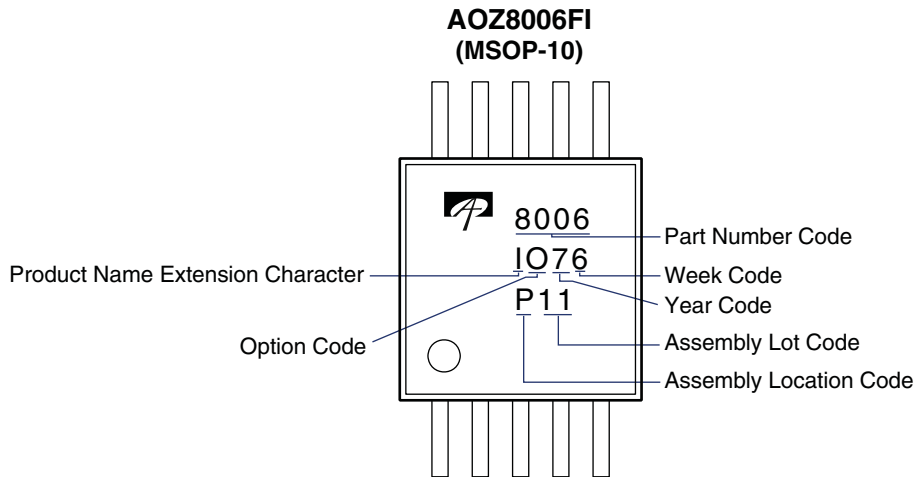 AOZ8006FI
(MSOP-10)
8006
Part Number Code
Product Name Extension Character
IO76
Week Code
Year Code
Option Code
P11
Assembly Lot Code
Assembly Location Code